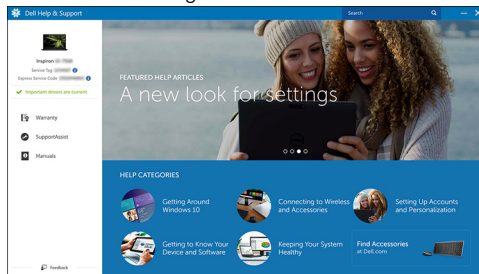 Dell Help & Support
Search
Inspiron
Service Tag
Express Service Code
Important drivers are current
Warranty
SupportAssist
Manuals
Feedback
FEATURED HELP ARTICLES
A new look for settings
HELP CATEGORIES
Getting Around
Windows 10
Connecting to Wireless
and Accessories
Setting Up Accounts
and Personalization
Getting to Know Your
Device and Software
Keeping Your System
Healthy
Find Accessories
at Dell.com